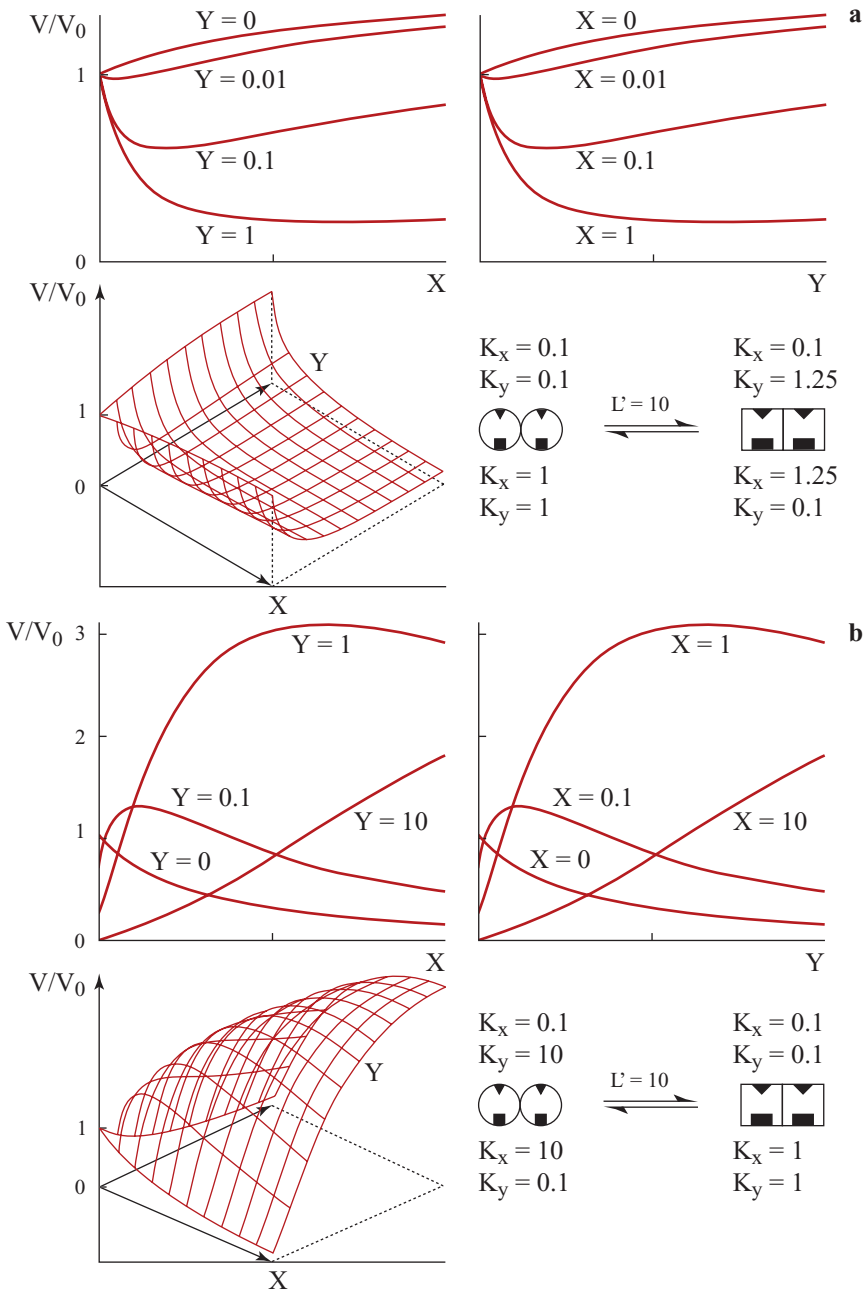 a
V/V0
Y = 0
1
Y = 0.01
Y = 0.1
Y = 1
0
X
X = 0
X = 0.01
X = 0.1
X = 1
Y
V/V0
Y
1
0
X
Kx = 0.1
Ky = 0.1
L' = 10
Kx = 1
Ky = 1
Kx = 0.1
Ky = 1.25
Kx = 1.25
Ky = 0.1
b
V/V0
3
Y = 1
2
Y = 0.1
1
Y = 10
Y = 0
0
X
X = 1
X = 0.1
X = 10
X = 0
Y
V/V0
Y
1
0
X
Kx = 0.1
Ky = 10
L' = 10
Kx = 10
Ky = 0.1
Kx = 0.1
Ky = 0.1
Kx = 1
Ky = 1